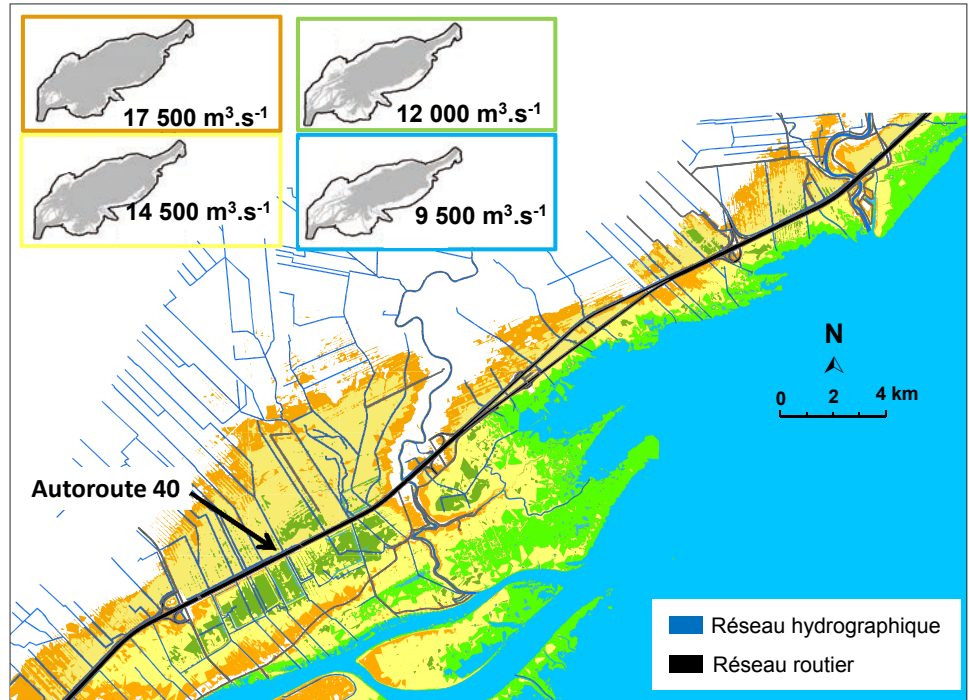 17 500 m³.s⁻¹
12 000 m³.s⁻¹
14 500 m³.s⁻¹
9 500 m³.s⁻¹
N
0 2 4 km
Autoroute 40
Réseau hydrographique
Réseau routier